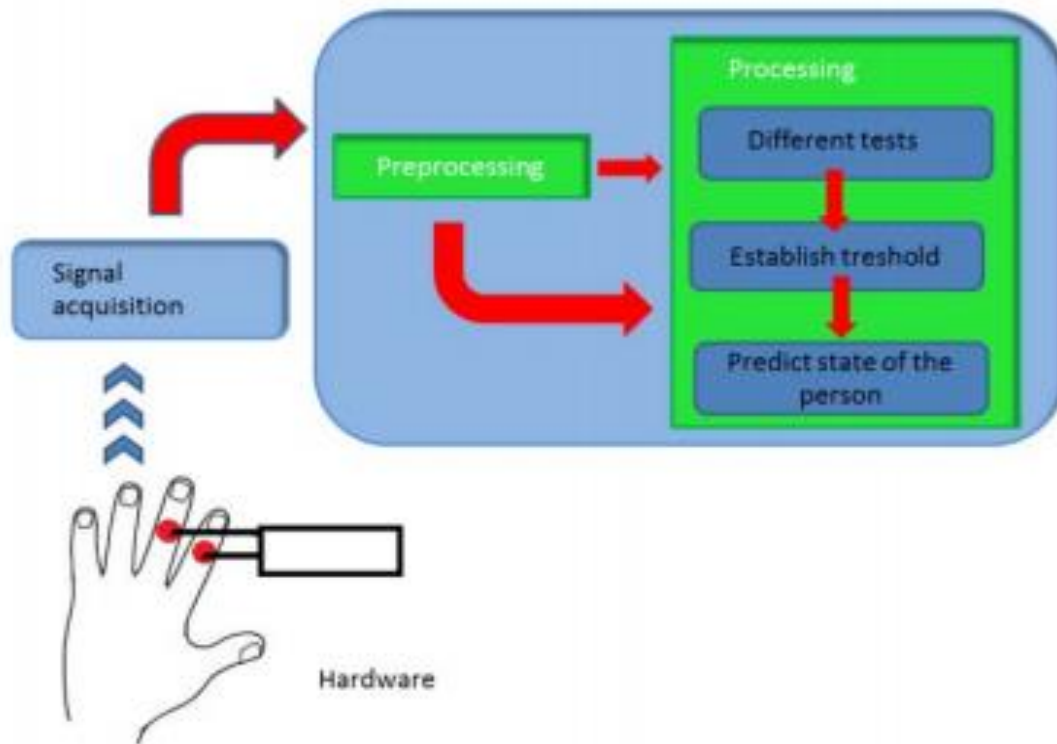 Processing
Different tests
Preprocessing
Establish treshold
Signal
acquisition
Predict state of the
person
Hardware